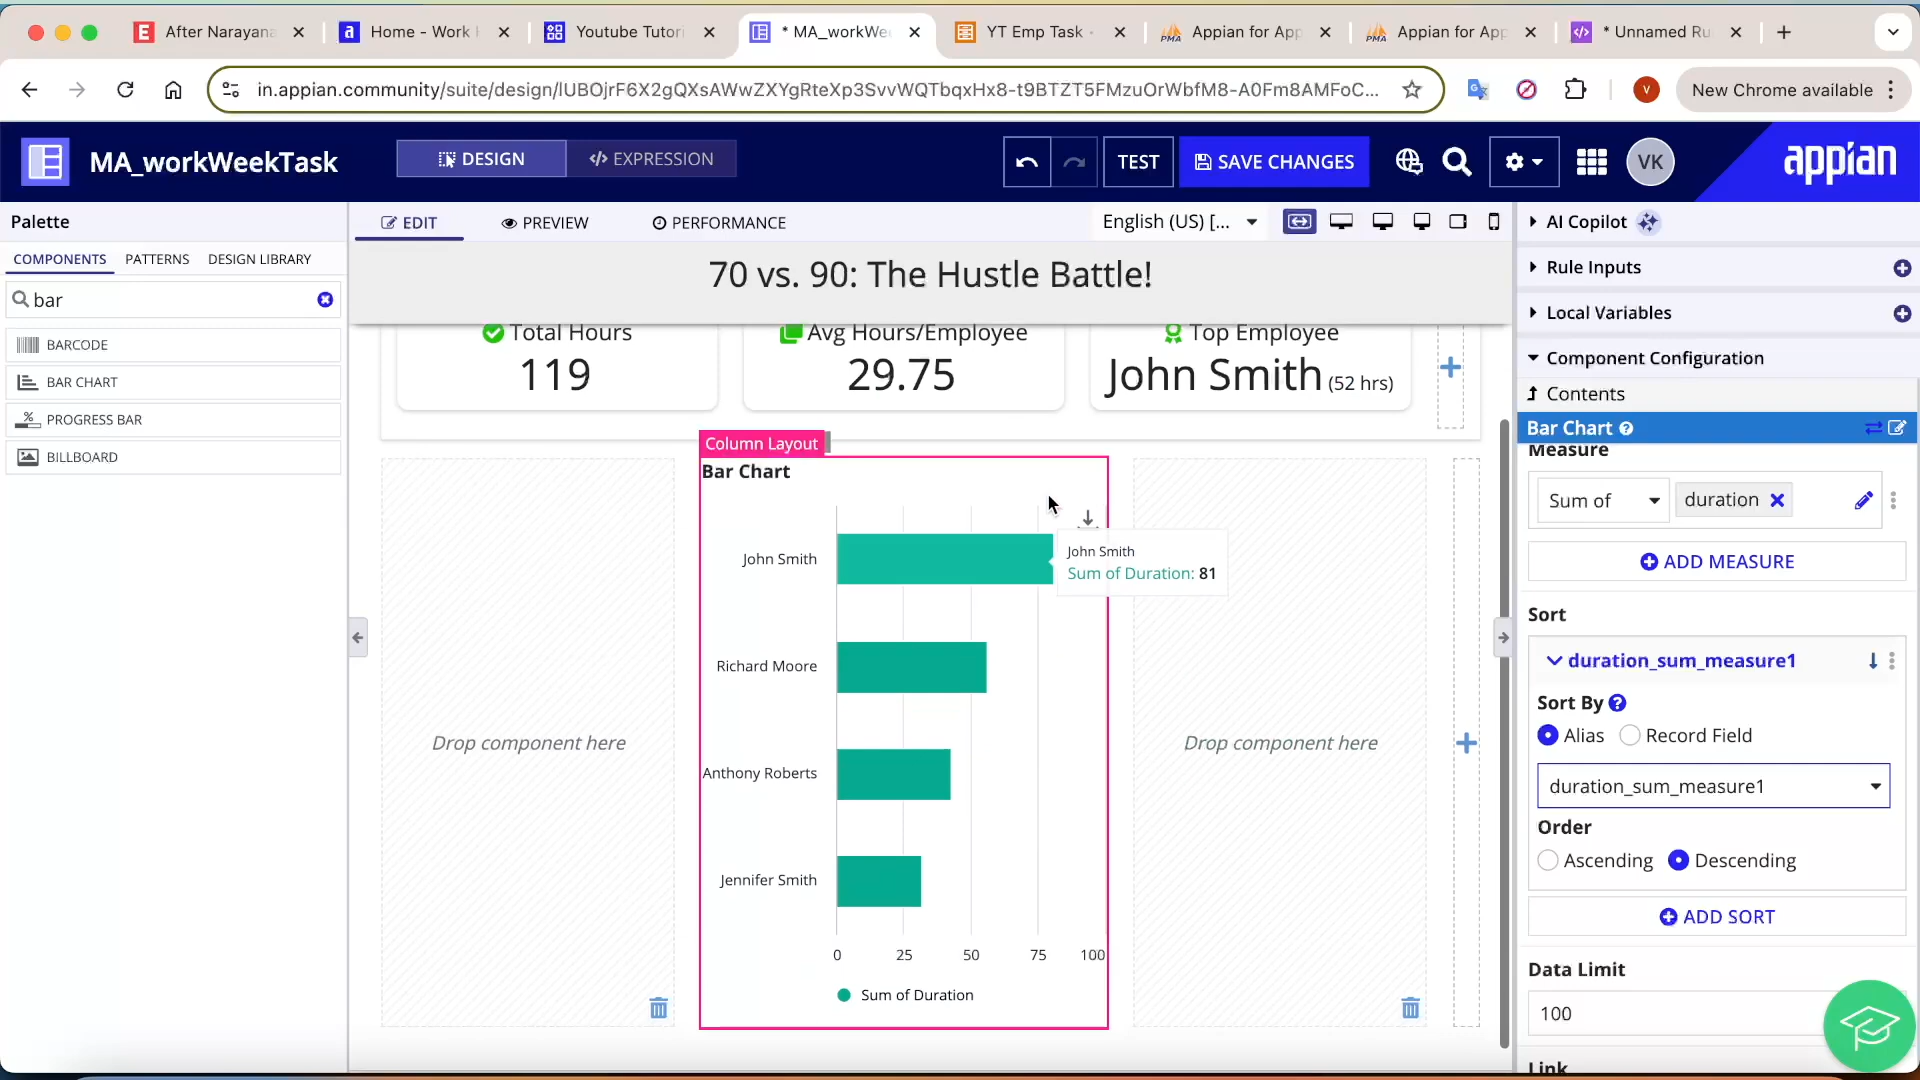 After Narayana
Home - Work
Youtube Tutori
* MA_workWee
YT Emp Task -
Appian for App
Appian for App
* Unnamed Ru
in.appian.community/suite/design/lUBOjrF6X2gQXsAWwZXYgRteXp3SvvWQTbqxHx8-t9BTZT5FMzuOrWbfM8-A0Fm8AMFoC...
V
New Chrome available
MA_workWeekTask
DESIGN
EXPRESSION
TEST
SAVE CHANGES
VK
appian
Palette
EDIT
PREVIEW
PERFORMANCE
English (US) [...
COMPONENTS
PATTERNS
DESIGN LIBRARY
bar
BARCODE
BAR CHART
PROGRESS BAR
BILLBOARD
70 vs. 90: The Hustle Battle!
Total Hours
119
Avg Hours/Employee
29.75
Top Employee
John Smith (52 hrs)
Column Layout
Bar Chart
John Smith
Richard Moore
Anthony Roberts
Jennifer Smith
John Smith
Sum of Duration: 81
0 25 50 75 100
Sum of Duration
Drop component here
Drop component here
AI Copilot
Rule Inputs
Local Variables
Component Configuration
Contents
Bar Chart
Measure
Sum of
duration
ADD MEASURE
Sort
duration_sum_measure1
Sort By
Alias
Record Field
duration_sum_measure1
Order
Ascending
Descending
ADD SORT
Data Limit
100
Link